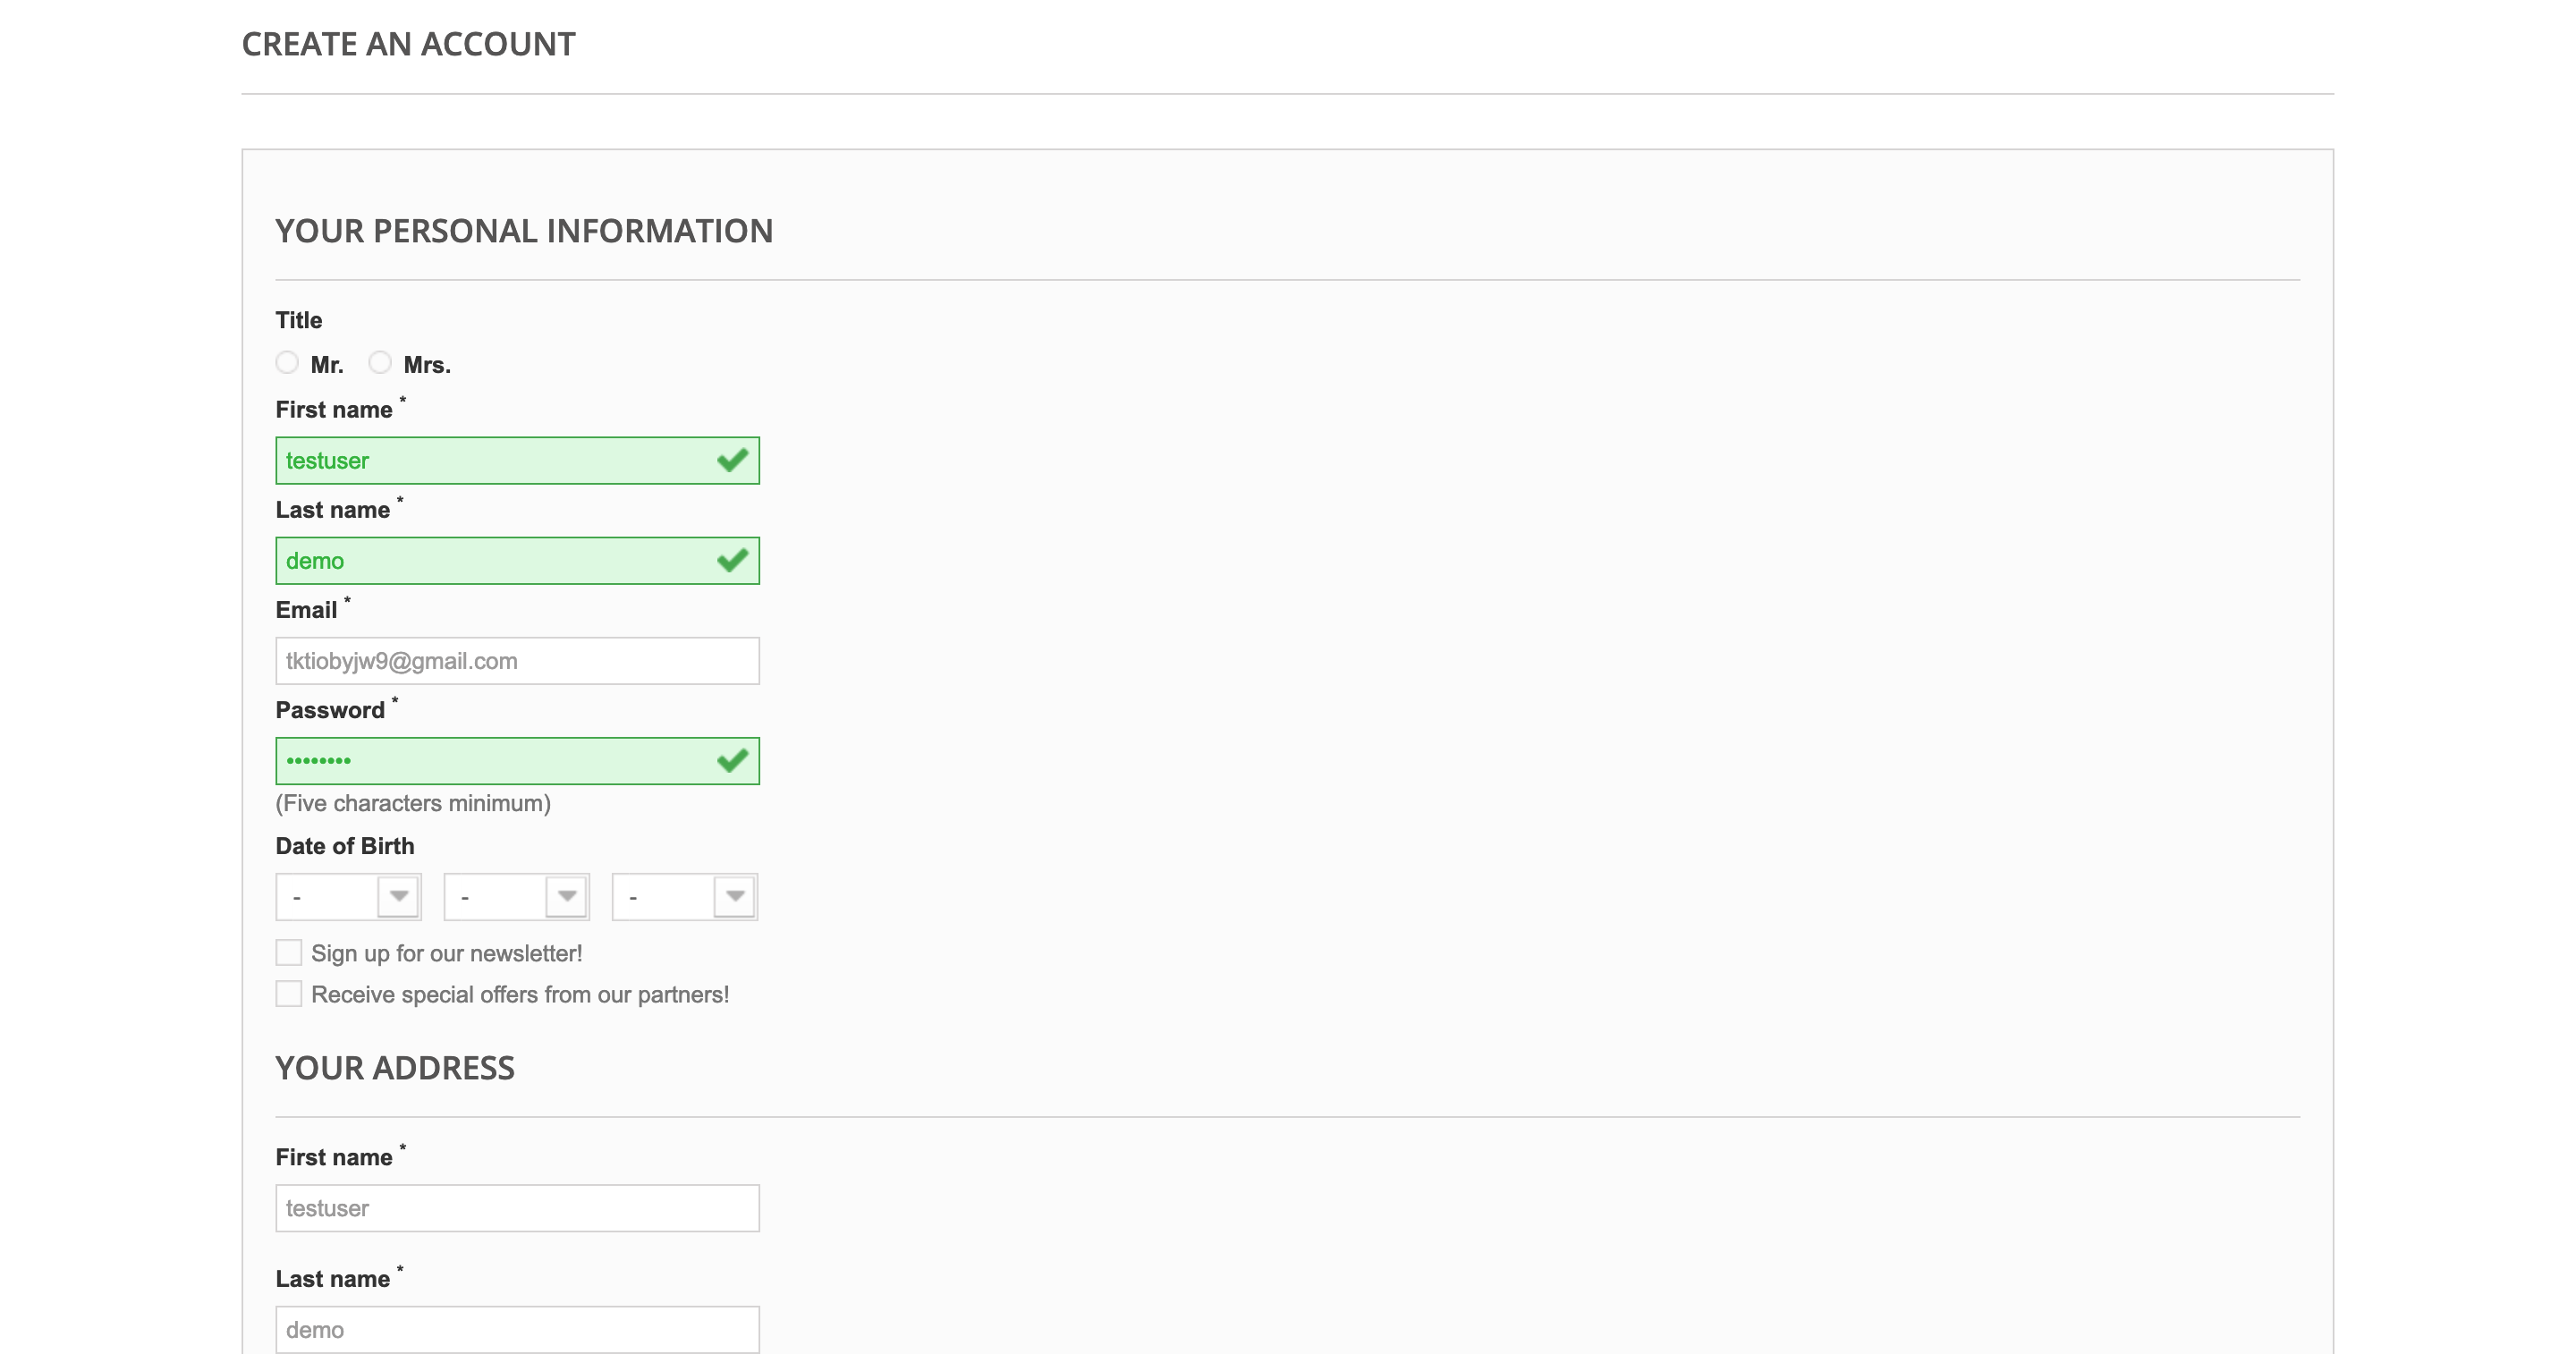 CREATE AN ACCOUNT
YOUR PERSONAL INFORMATION
Title
Mr. Mrs.
First name *
testuser
Last name *
demo
Email *
tktiobyjw9@gmail.com
Password *
••••••••
(Five characters minimum)
Date of Birth
- - -
Sign up for our newsletter!
Receive special offers from our partners!
YOUR ADDRESS
First name *
testuser
Last name *
demo